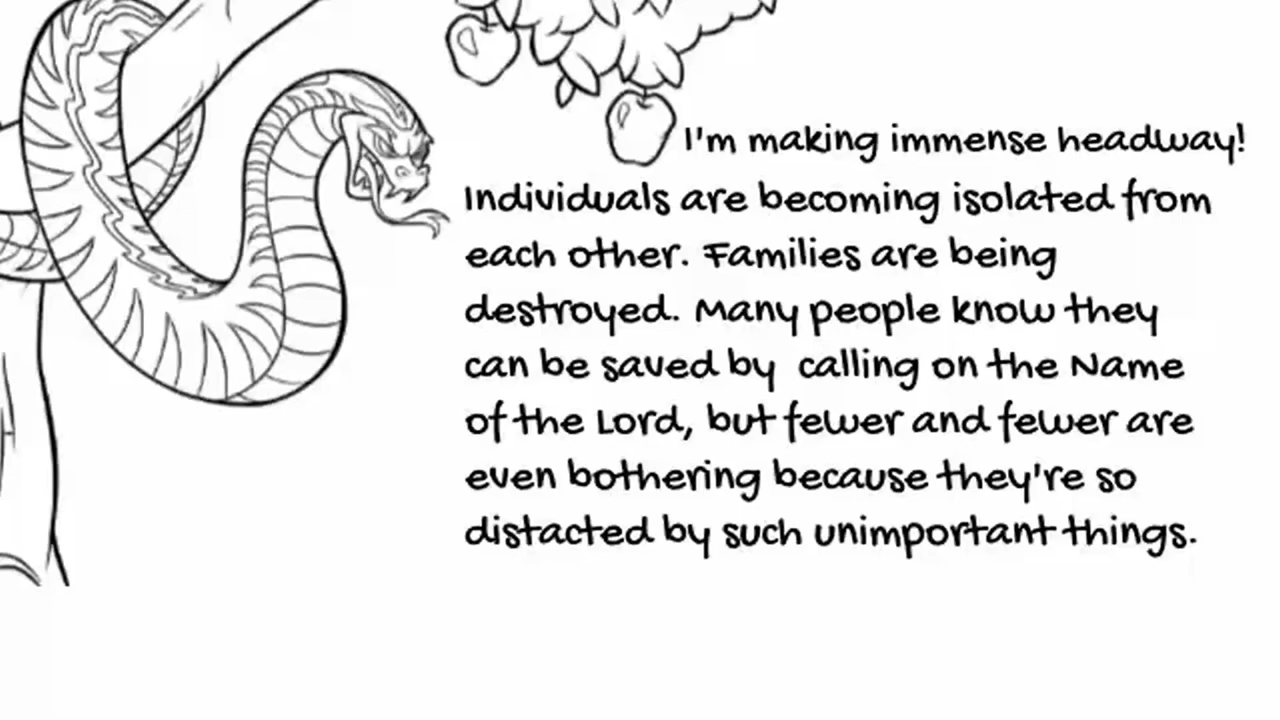 I'm making immense headway!
Individuals are becoming isolated from
each other. Families are being
destroyed. Many people know they
can be saved by calling on the Name
of the Lord, but fewer and fewer are
even bothering because they're so
distacted by such unimportant things.